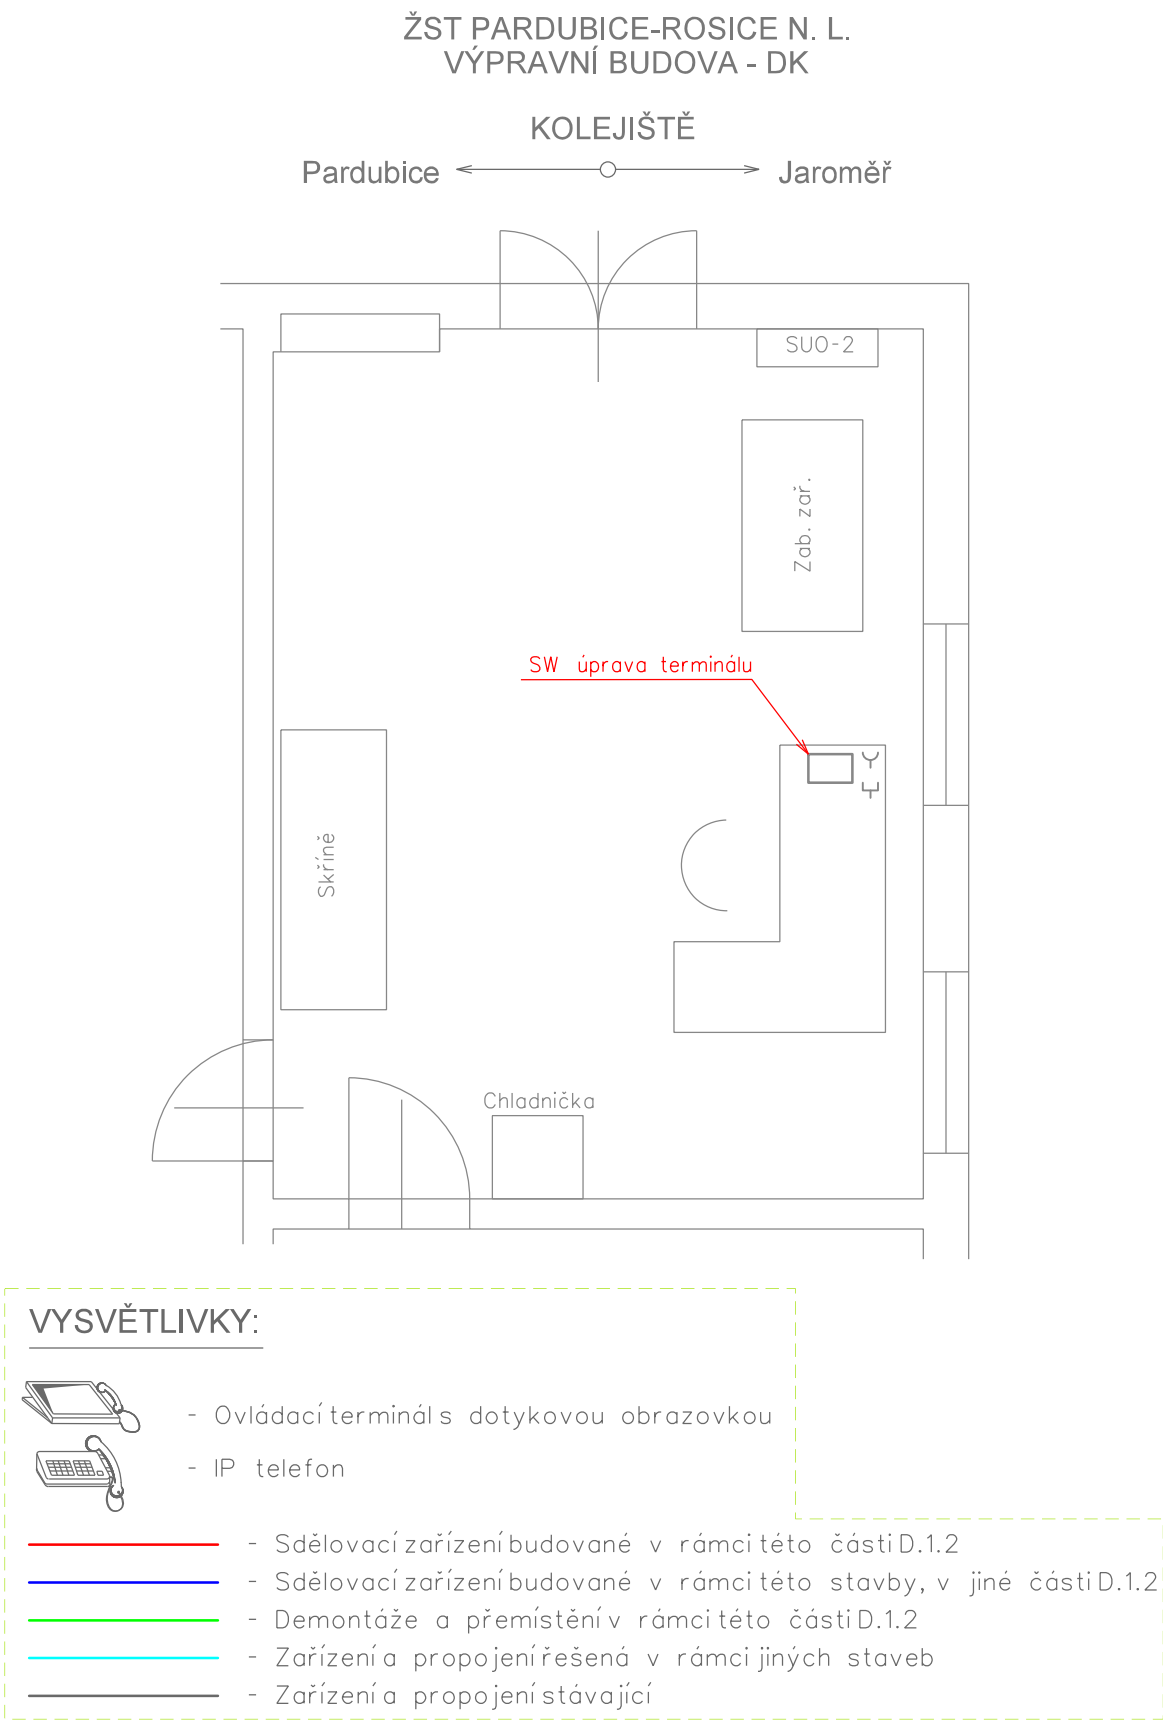 ŽST PARDUBICE-ROSICE N. L.
VÝPRAVNÍ BUDOVA - DK
KOLEJIŠTĚ
Pardubice
Jaroměř
SUO-2
Zab. zař.
SW úprava terminálu
Skříně
Chladnička
VYSVĚTLIVKY:
- Ovládací terminál s dotykovou obrazovkou
- IP telefon
- Sdělovací zařízení budované v rámci této části D.1.2
- Sdělovací zařízení budované v rámci této stavby, v jiné části D.1.2
- Demontáže a přemístění v rámci této části D.1.2
- Zařízení a propojení řešená v rámci jiných staveb
- Zařízení a propojení stávající